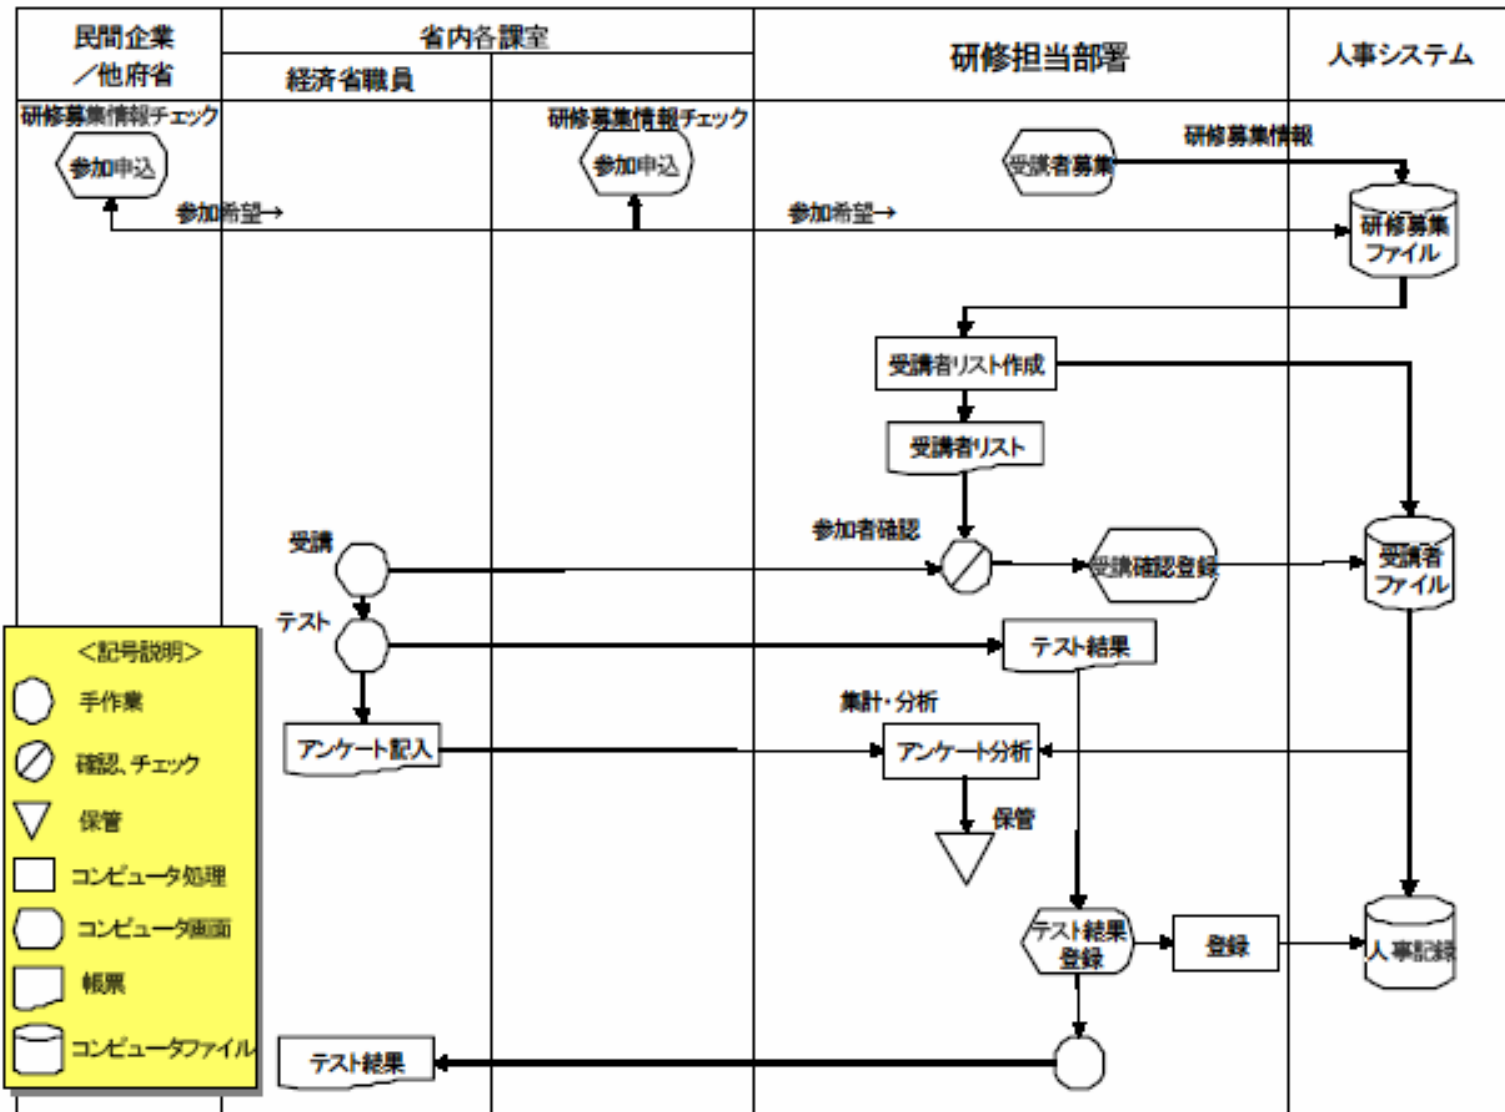 民間企業
／他府省
省内各課室
経済省職員
研修担当部署
人事システム
研修募集情報チェック
参加申込
研修募集情報チェック
参加申込
受講者募集
研修募集情報
参加希望→
参加希望→
研修募集
ファイル
受講者リスト作成
受講者リスト
参加者確認
受講
受講確認登録
受講者
ファイル
テスト
テスト結果
集計・分析
アンケート記入
アンケート分析
保管
テスト結果
登録
登録
人事記録
テスト結果
＜記号説明＞
手作業
確認、チェック
保管
コンピュータ処理
コンピュータ画面
帳票
コンピュータファイル